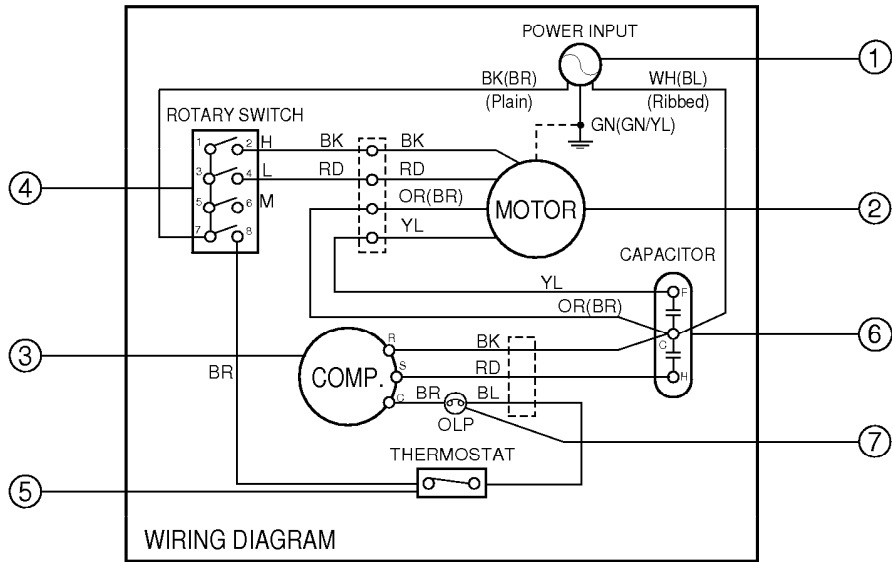 POWER INPUT
1
BK(BR)
WH(BL)
(Plain)
(Ribbed)
ROTARY SWITCH
GN(GN/YL)
1
2
H
BK
BK
3
4
L
RD
RD
4
5
6
M
OR(BR)
MOTOR
2
7
8
YL
CAPACITOR
YL
F
OR(BR)
C
6
3
R
BK
S
RD
H
COMP.
BR
C
BR
BL
OLP
7
THERMOSTAT
5
WIRING DIAGRAM